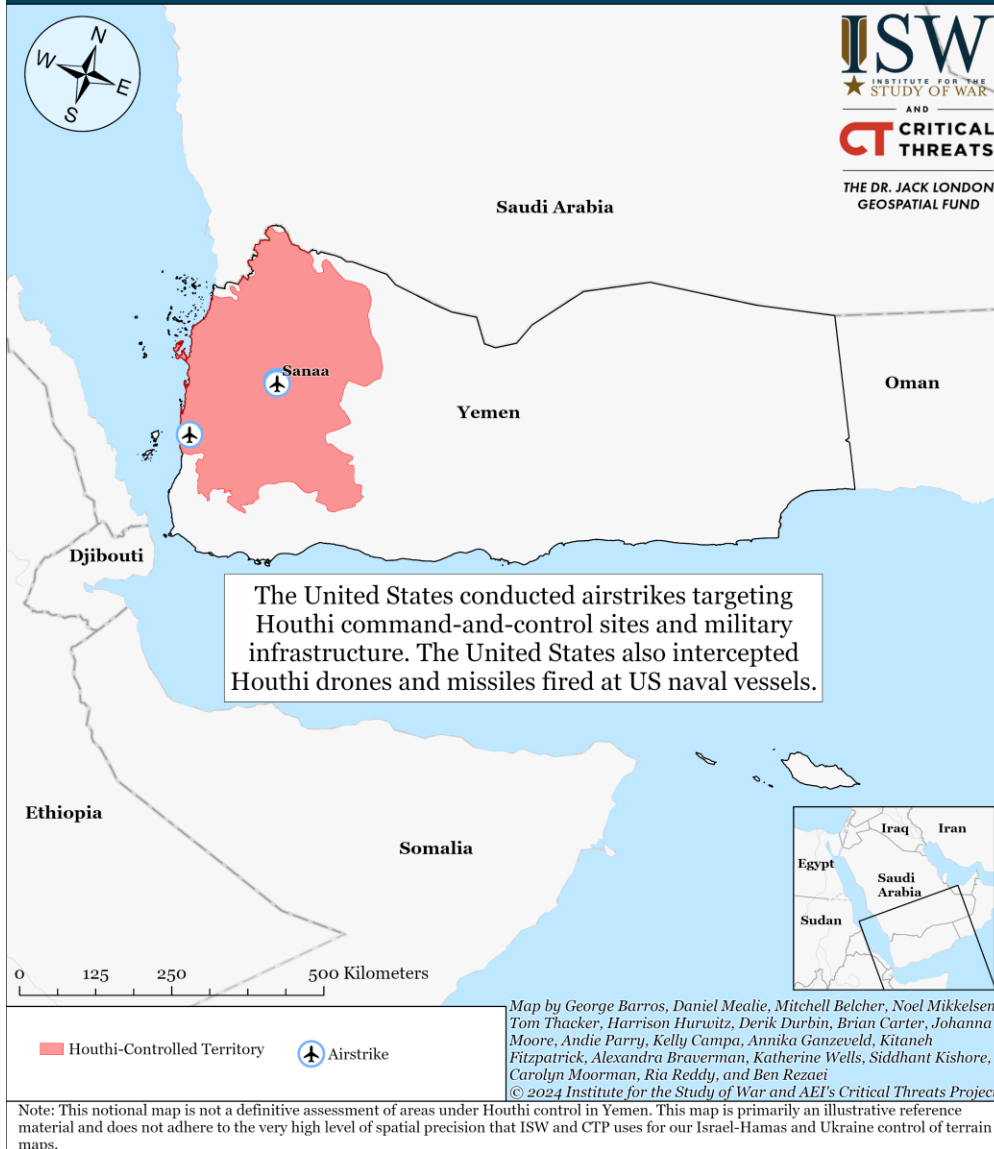 N
W
E
S
ISW
INSTITUTE FOR THE
STUDY OF WAR
AND
CT CRITICAL
THREATS
THE DR. JACK LONDON
GEOSPATIAL FUND
Saudi Arabia
Sanaa
Oman
Yemen
Djibouti
The United States conducted airstrikes targeting
Houthi command-and-control sites and military
infrastructure. The United States also intercepted
Houthi drones and missiles fired at US naval vessels.
Ethiopia
Somalia
Iraq
Iran
Egypt
Saudi
Arabia
Sudan
0 125 250 500 Kilometers
Houthi-Controlled Territory
Airstrike
Map by George Barros, Daniel Mealie, Mitchell Belcher, Noel Mikkelsen
Tom Thacker, Harrison Hurwitz, Derik Durbin, Brian Carter, Johanna
Moore, Andie Parry, Kelly Campa, Annika Ganzeveld, Kitaneh
Fitzpatrick, Alexandra Braverman, Katherine Wells, Siddhant Kishore,
Carolyn Moorman, Ria Reddy, and Ben Rezaei
© 2024 Institute for the Study of War and AEI's Critical Threats Project
Note: This notional map is not a definitive assessment of areas under Houthi control in Yemen. This map is primarily an illustrative reference
material and does not adhere to the very high level of spatial precision that ISW and CTP uses for our Israel-Hamas and Ukraine control of terrain
maps.